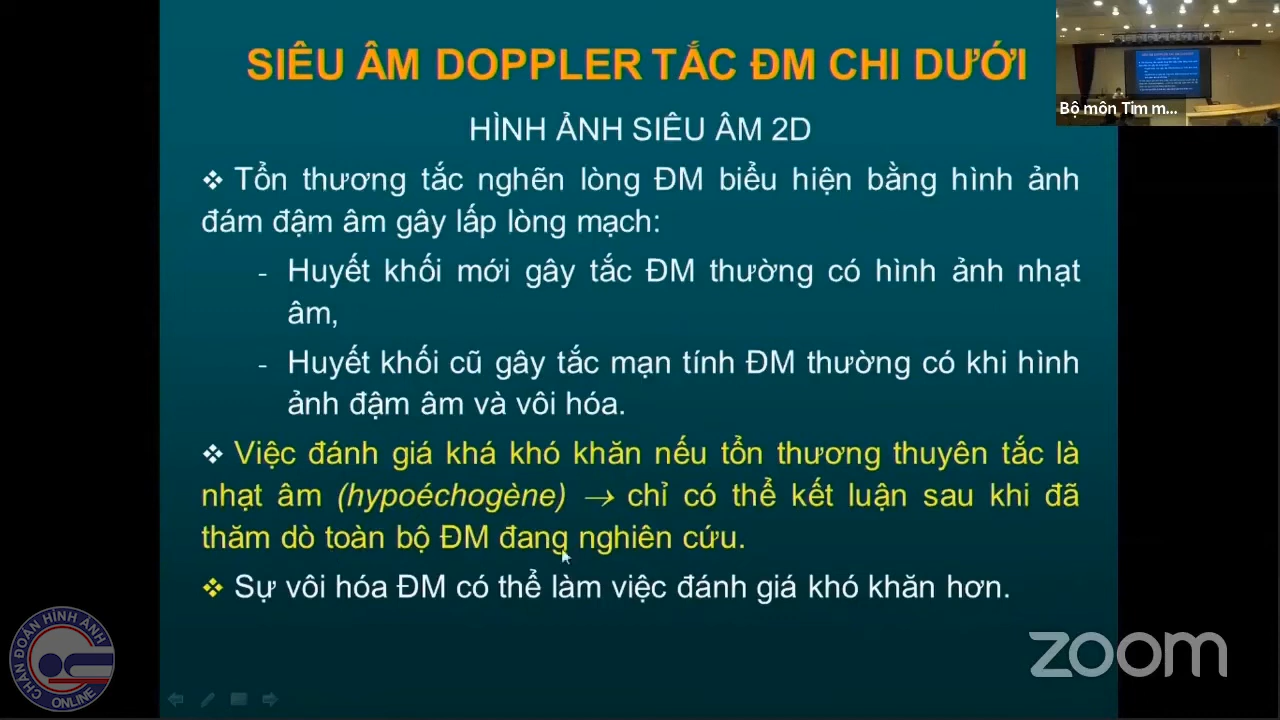 SIÊU ÂM DOPPLER TẮC ĐM CHI DƯỚI
Bộ môn Tim m...
HÌNH ẢNH SIÊU ÂM 2D
❖ Tổn thương tắc nghẽn lòng ĐM biểu hiện bằng hình ảnh
đám đậm âm gây lấp lòng mạch:
- Huyết khối mới gây tắc ĐM thường có hình ảnh nhạt
âm,
- Huyết khối cũ gây tắc mạn tính ĐM thường có khi hình
ảnh đậm âm và vôi hóa.
❖ Việc đánh giá khá khó khăn nếu tổn thương thuyên tắc là
nhạt âm (hypoéchogène) → chỉ có thể kết luận sau khi đã
thăm dò toàn bộ ĐM đang nghiên cứu.
❖ Sự vôi hóa ĐM có thể làm việc đánh giá khó khăn hơn.
CHẨN ĐOÁN HÌNH ẢNH
ONLINE
zoom